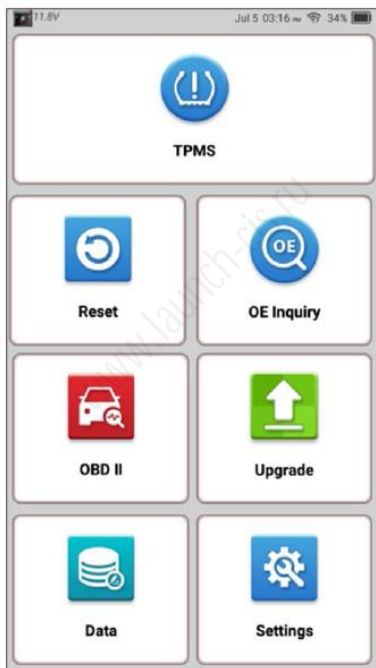 11.8V Jul 5 03:16 PM 34%
TPMS
Reset OE OE Inquiry
OBD II Upgrade
Data Settings
www.launch-cis.ru